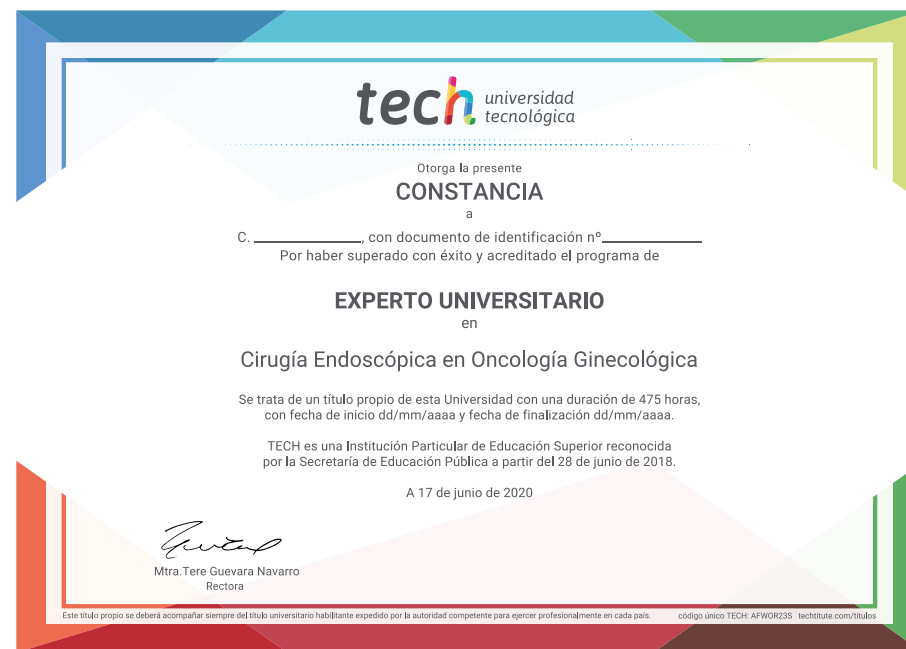 tech universidad
tecnológica
Otorga la presente
CONSTANCIA
a
C. ____________, con documento de identificación nº____________
Por haber superado con éxito y acreditado el programa de
EXPERTO UNIVERSITARIO
en
Cirugía Endoscópica en Oncología Ginecológica
Se trata de un título propio de esta Universidad con una duración de 475 horas,
con fecha de inicio dd/mm/aaaa y fecha de finalización dd/mm/aaaa.
TECH es una Institución Particular de Educación Superior reconocida
por la Secretaría de Educación Pública a partir del 28 de junio de 2018.
A 17 de junio de 2020
Mtra.Tere Guevara Navarro
Rectora
Este título propio se deberá acompañar siempre del título universitario habilitante expedido por la autoridad competente para ejercer profesionalmente en cada país. código único TECH: AFWOR23S techtitute.com/titulos